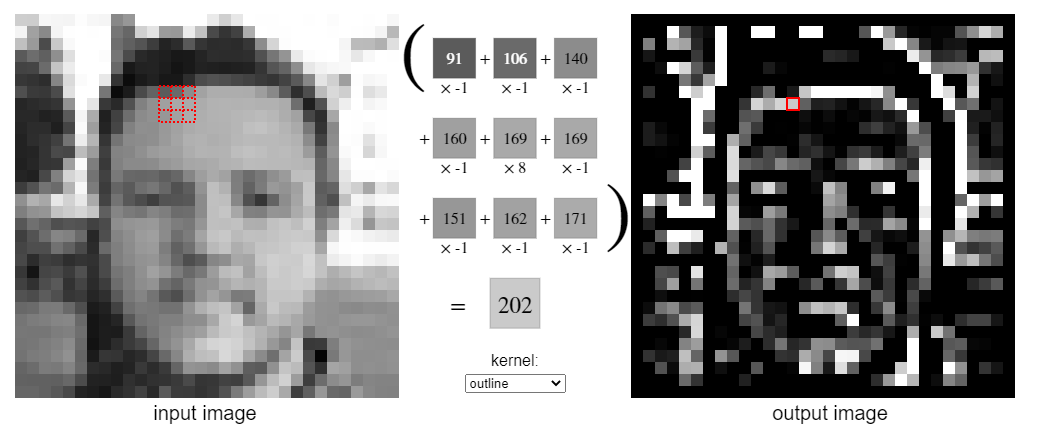 ( 91 + 106 + 140
× -1 × -1 × -1
+ 160 + 169 + 169
× -1 × 8 × -1
+ 151 + 162 + 171 )
× -1 × -1 × -1
= 202
kernel:
outline
input image
output image